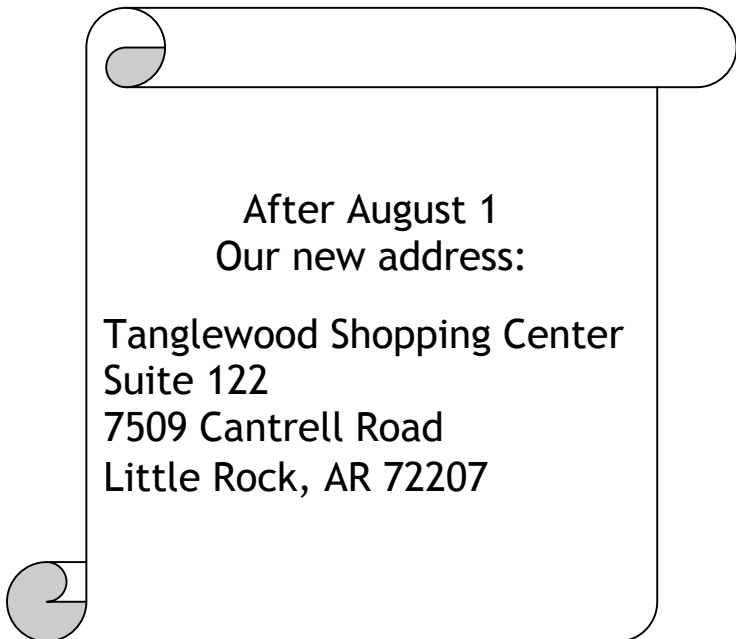 After August 1
Our new address:
Tanglewood Shopping Center
Suite 122
7509 Cantrell Road
Little Rock, AR 72207